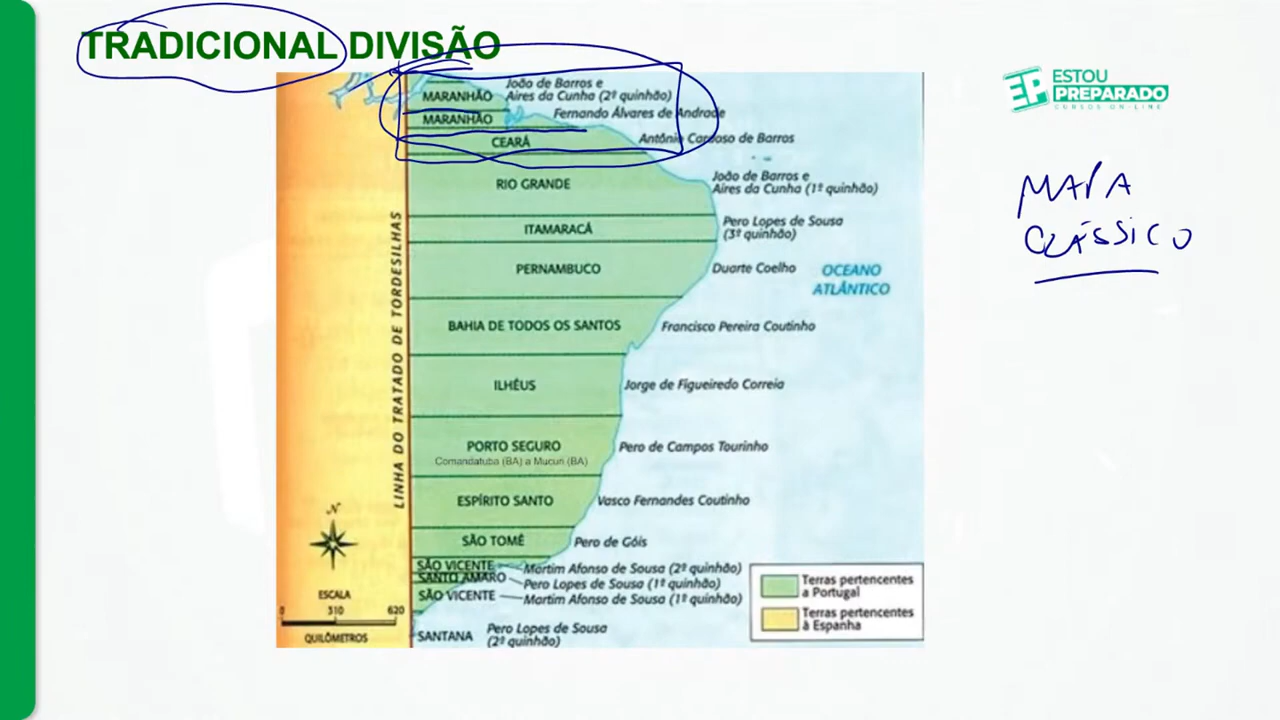 TRADICIONAL DIVISÃO
ESTOU
PREPARADO
CURSOS ON-LINE
MAPA
CLÁSSICO
LINHA DO TRATADO DE TORDESILHAS
MARANHÃO
João de Barros e
Aires da Cunha (2º quinhão)
MARANHÃO
Fernando Álvares de Andrade
CEARÁ
Antônio Cardoso de Barros
RIO GRANDE
João de Barros e
Aires da Cunha (1º quinhão)
ITAMARACÁ
Pero Lopes de Sousa
(3º quinhão)
PERNAMBUCO
Duarte Coelho
OCEANO
ATLÂNTICO
BAHIA DE TODOS OS SANTOS
Francisco Pereira Coutinho
ILHÉUS
Jorge de Figueiredo Correia
PORTO SEGURO
Comandatuba (BA) a Mucuri (BA)
Pero de Campos Tourinho
ESPÍRITO SANTO
Vasco Fernandes Coutinho
SÃO TOMÉ
Pero de Góis
SÃO VICENTE
Martim Afonso de Sousa (2º quinhão)
SANTO AMARO
Pero Lopes de Sousa (1º quinhão)
SÃO VICENTE
Martim Afonso de Sousa (1º quinhão)
SANTANA
Pero Lopes de Sousa
(2º quinhão)
N
ESCALA
0 310 620
QUILÔMETROS
Terras pertencentes
a Portugal
Terras pertencentes
à Espanha